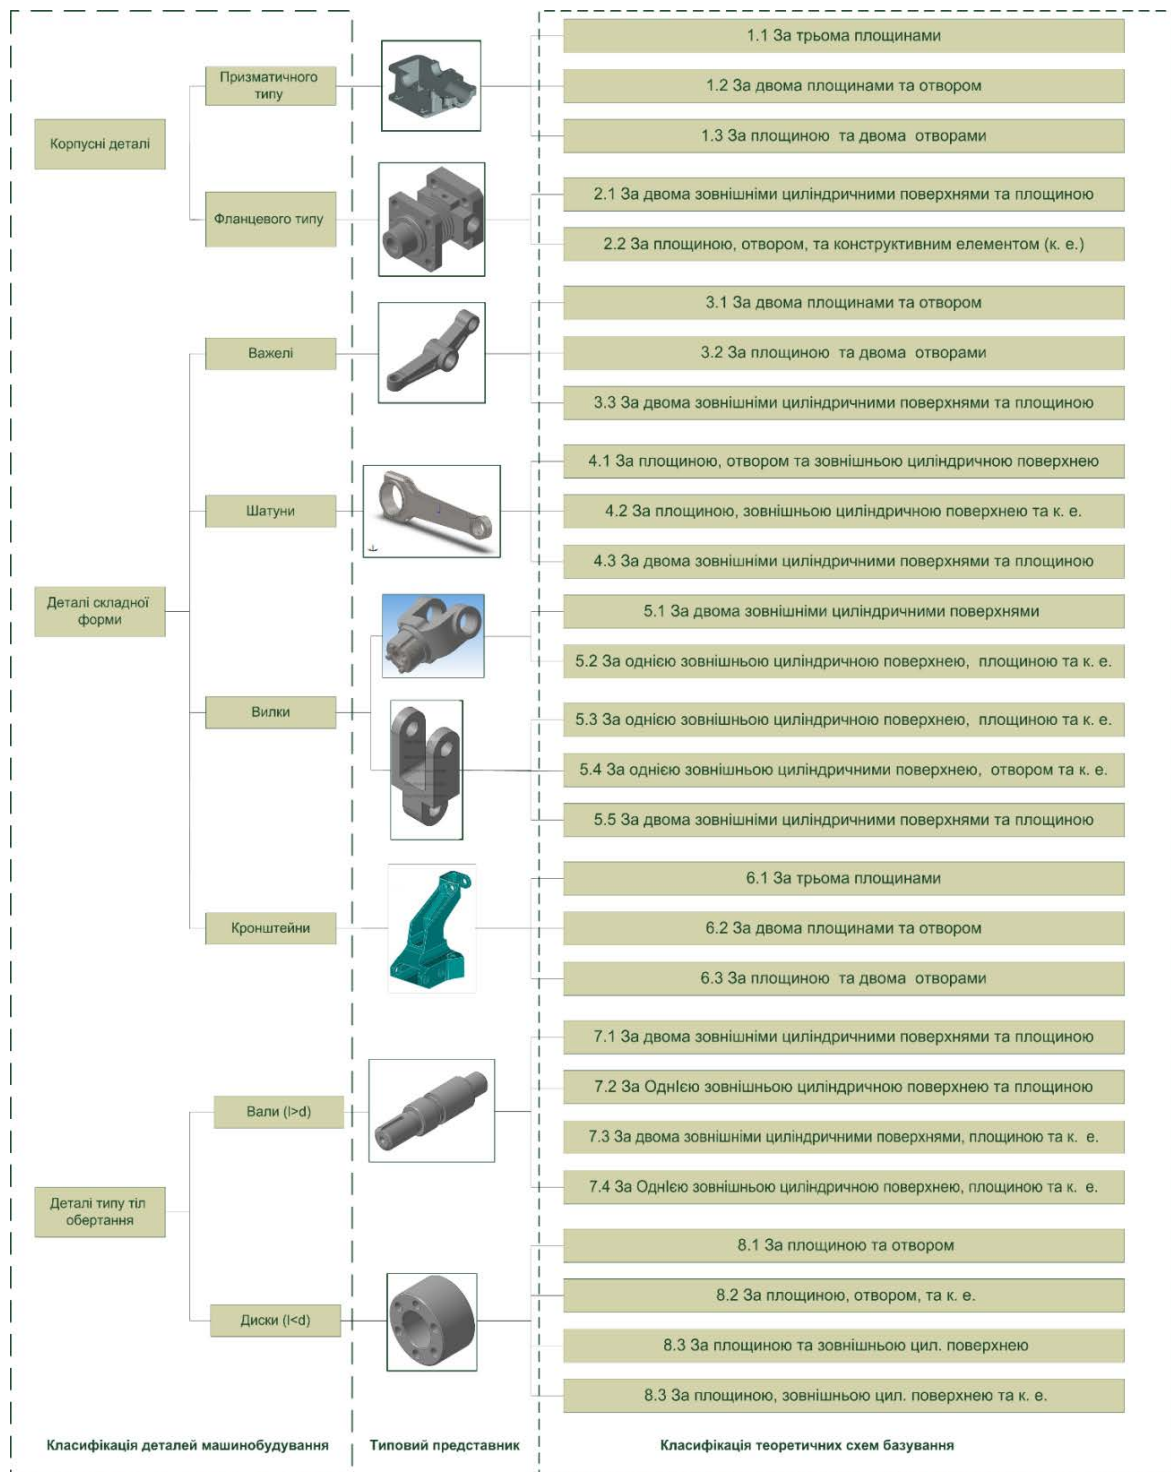 Корпусні деталі
Призматичного
типу
1.1 За трьома площинами
1.2 За двома площинами та отвором
1.3 За площиною та двома отворами
Фланцевого типу
2.1 За двома зовнішніми циліндричними поверхнями та площиною
2.2 За площиною, отвором, та конструктивним елементом (к. е.)
Деталі складної
форми
Важелі
3.1 За двома площинами та отвором
3.2 За площиною та двома отворами
3.3 За двома зовнішніми циліндричними поверхнями та площиною
Шатуни
4.1 За площиною, отвором та зовнішньою циліндричною поверхнею
4.2 За площиною, зовнішньою циліндричною поверхнею та к. е.
4.3 За двома зовнішніми циліндричними поверхнями та площиною
Вилки
5.1 За двома зовнішніми циліндричними поверхнями
5.2 За однією зовнішньою циліндричною поверхнею, площиною та к. е.
5.3 За однією зовнішньою циліндричною поверхнею, площиною та к. е.
5.4 За однією зовнішньою циліндричними поверхнею, отвором та к. е.
5.5 За двома зовнішніми циліндричними поверхнями та площиною
Кронштейни
6.1 За трьома площинами
6.2 За двома площинами та отвором
6.3 За площиною та двома отворами
Деталі типу тіл
обертання
Вали (l>d)
7.1 За двома зовнішніми циліндричними поверхнями та площиною
7.2 За ОднІєю зовнішньою циліндричною поверхнею та площиною
7.3 За двома зовнішніми циліндричними поверхнями, площиною та к. е.
7.4 За ОднІєю зовнішньою циліндричною поверхнею, площиною та к. е.
Диски (l<d)
8.1 За площиною та отвором
8.2 За площиною, отвором, та к. е.
8.3 За площиною та зовнішньою цил. поверхнею
8.3 За площиною, зовнішньою цил. поверхнею та к. е.
Класифікація деталей машинобудування
Типовий представник
Класифікація теоретичних схем базування